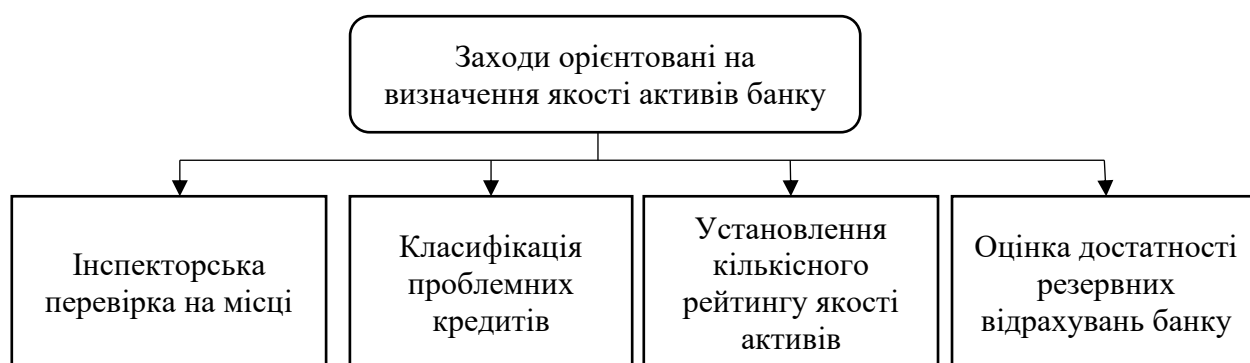 Заходи орієнтовані на
визначення якості активів банку
Інспекторська
перевірка на місці
Класифікація
проблемних
кредитів
Установлення
кількісного
рейтингу якості
активів
Оцінка достатності
резервних
відрахувань банку